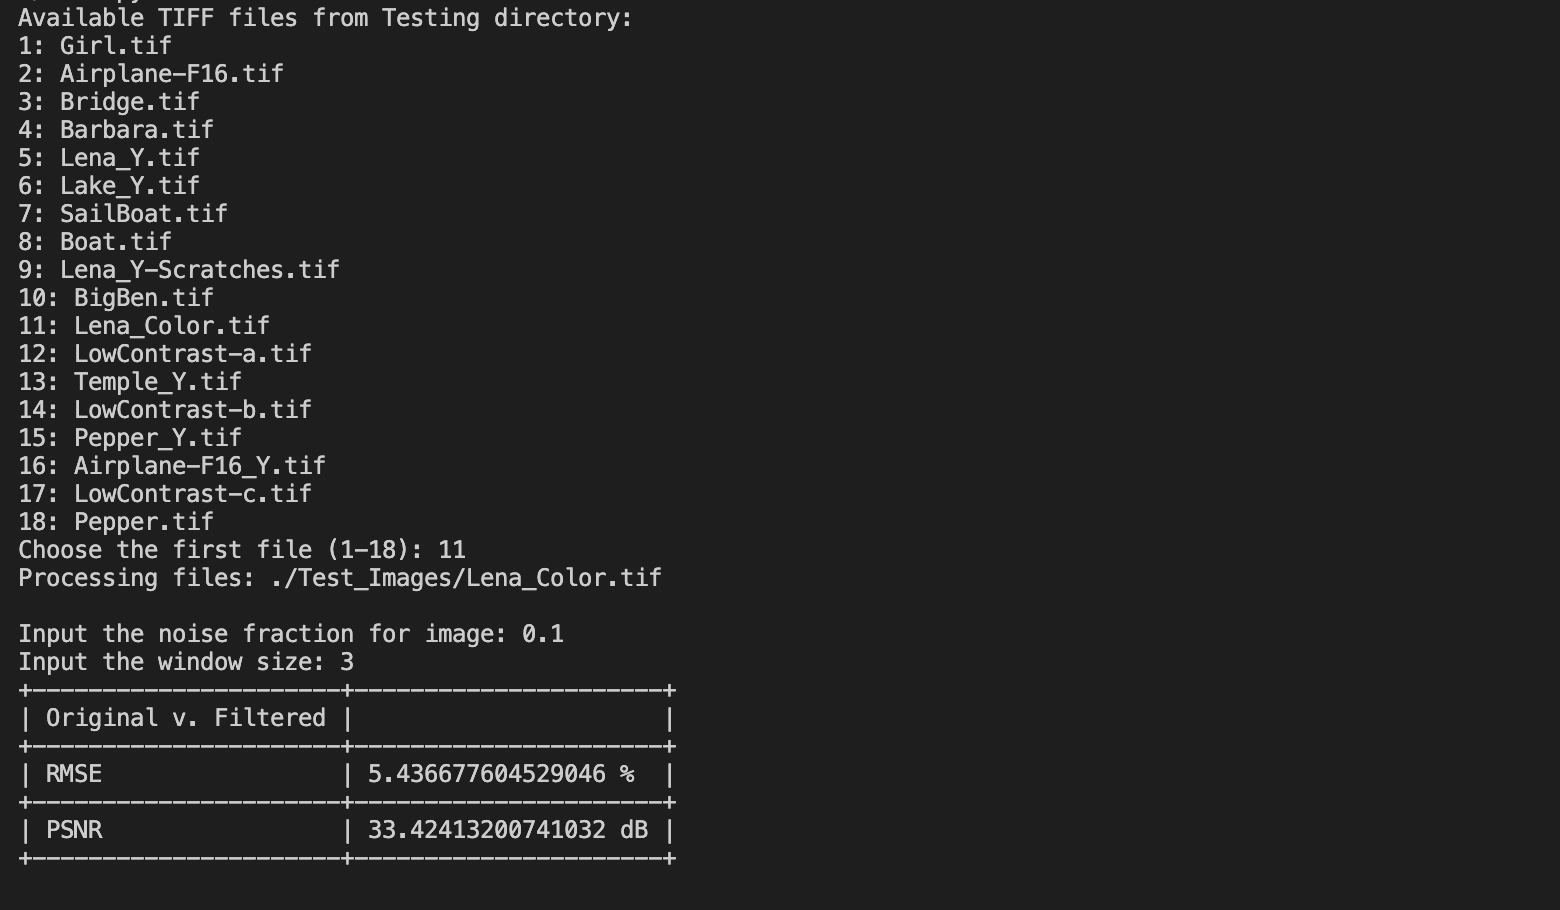 Available TIFF files from Testing directory:
1: Girl.tif
2: Airplane-F16.tif
3: Bridge.tif
4: Barbara.tif
5: Lena_Y.tif
6: Lake_Y.tif
7: SailBoat.tif
8: Boat.tif
9: Lena_Y-Scratches.tif
10: BigBen.tif
11: Lena_Color.tif
12: LowContrast-a.tif
13: Temple_Y.tif
14: LowContrast-b.tif
15: Pepper_Y.tif
16: Airplane-F16_Y.tif
17: LowContrast-c.tif
18: Pepper.tif
Choose the first file (1-18): 11
Processing files: ./Test_Images/Lena_Color.tif
Input the noise fraction for image: 0.1
Input the window size: 3
+----------------------+----------------------+
| Original v. Filtered |                      |
+----------------------+----------------------+
| RMSE                 | 5.436677604529046 %  |
+----------------------+----------------------+
| PSNR                 | 33.42413200741032 dB |
+----------------------+----------------------+